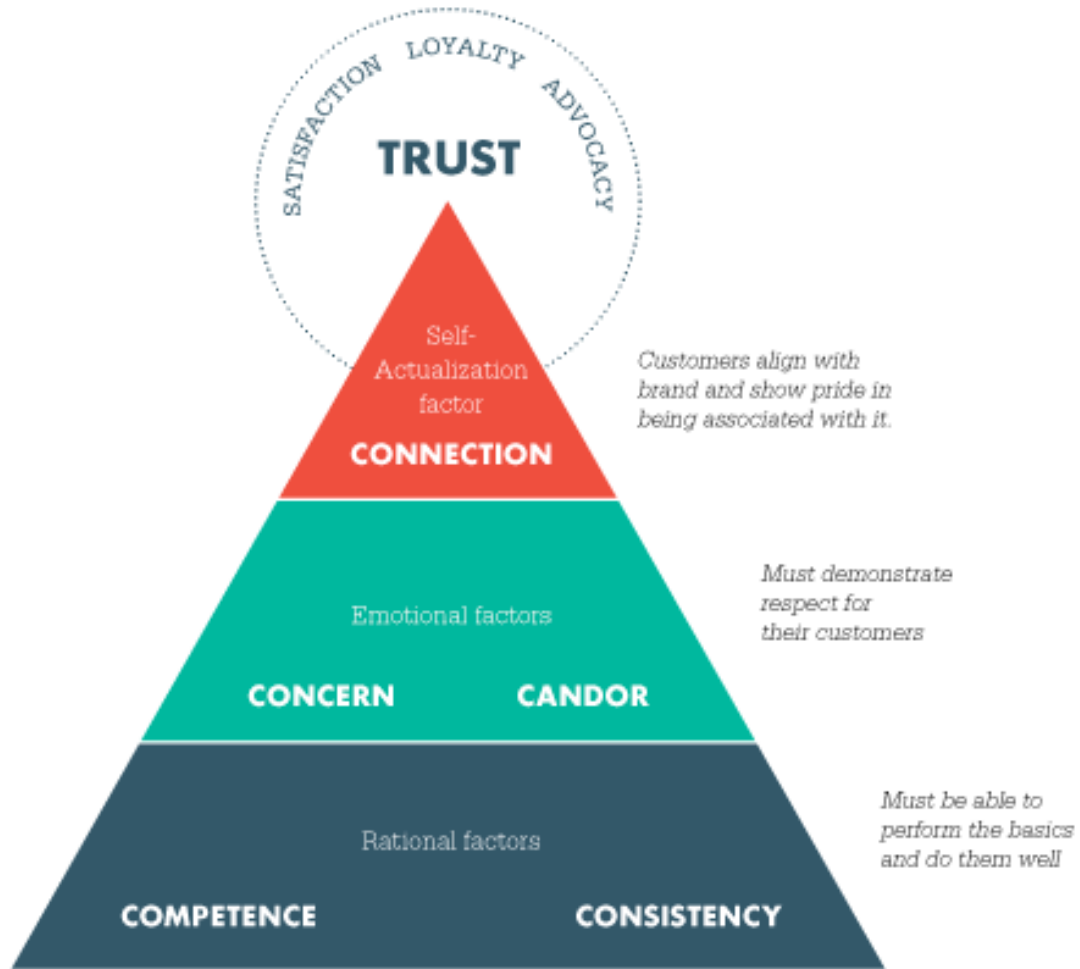 SATISFACTION LOYALTY ADVOCACY
TRUST
Self-
Actualization
factor
CONNECTION
Customers align with
brand and show pride in
being associated with it.
Emotional factors
CONCERN CANDOR
Must demonstrate
respect for
their customers
Rational factors
COMPETENCE CONSISTENCY
Must be able to
perform the basics
and do them well